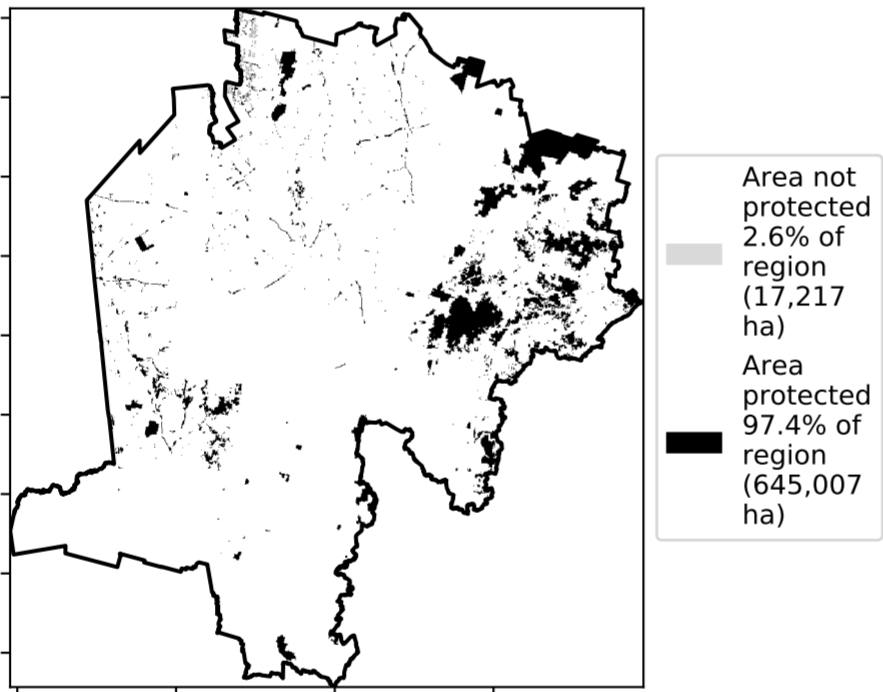 Area not
protected
2.6% of
region
(17,217
ha)
Area
protected
97.4% of
region
(645,007
ha)